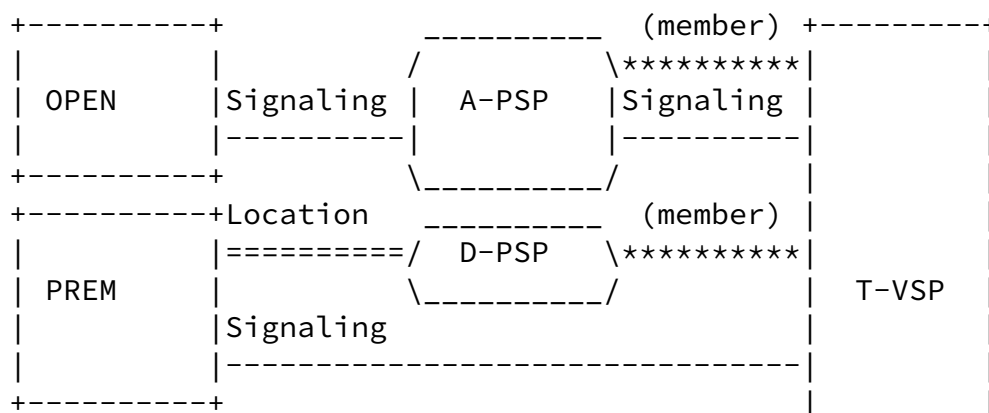 (member)
OPEN Signaling A-PSP Signaling
Location (member)
D-PSP
PREM T-VSP
Signaling